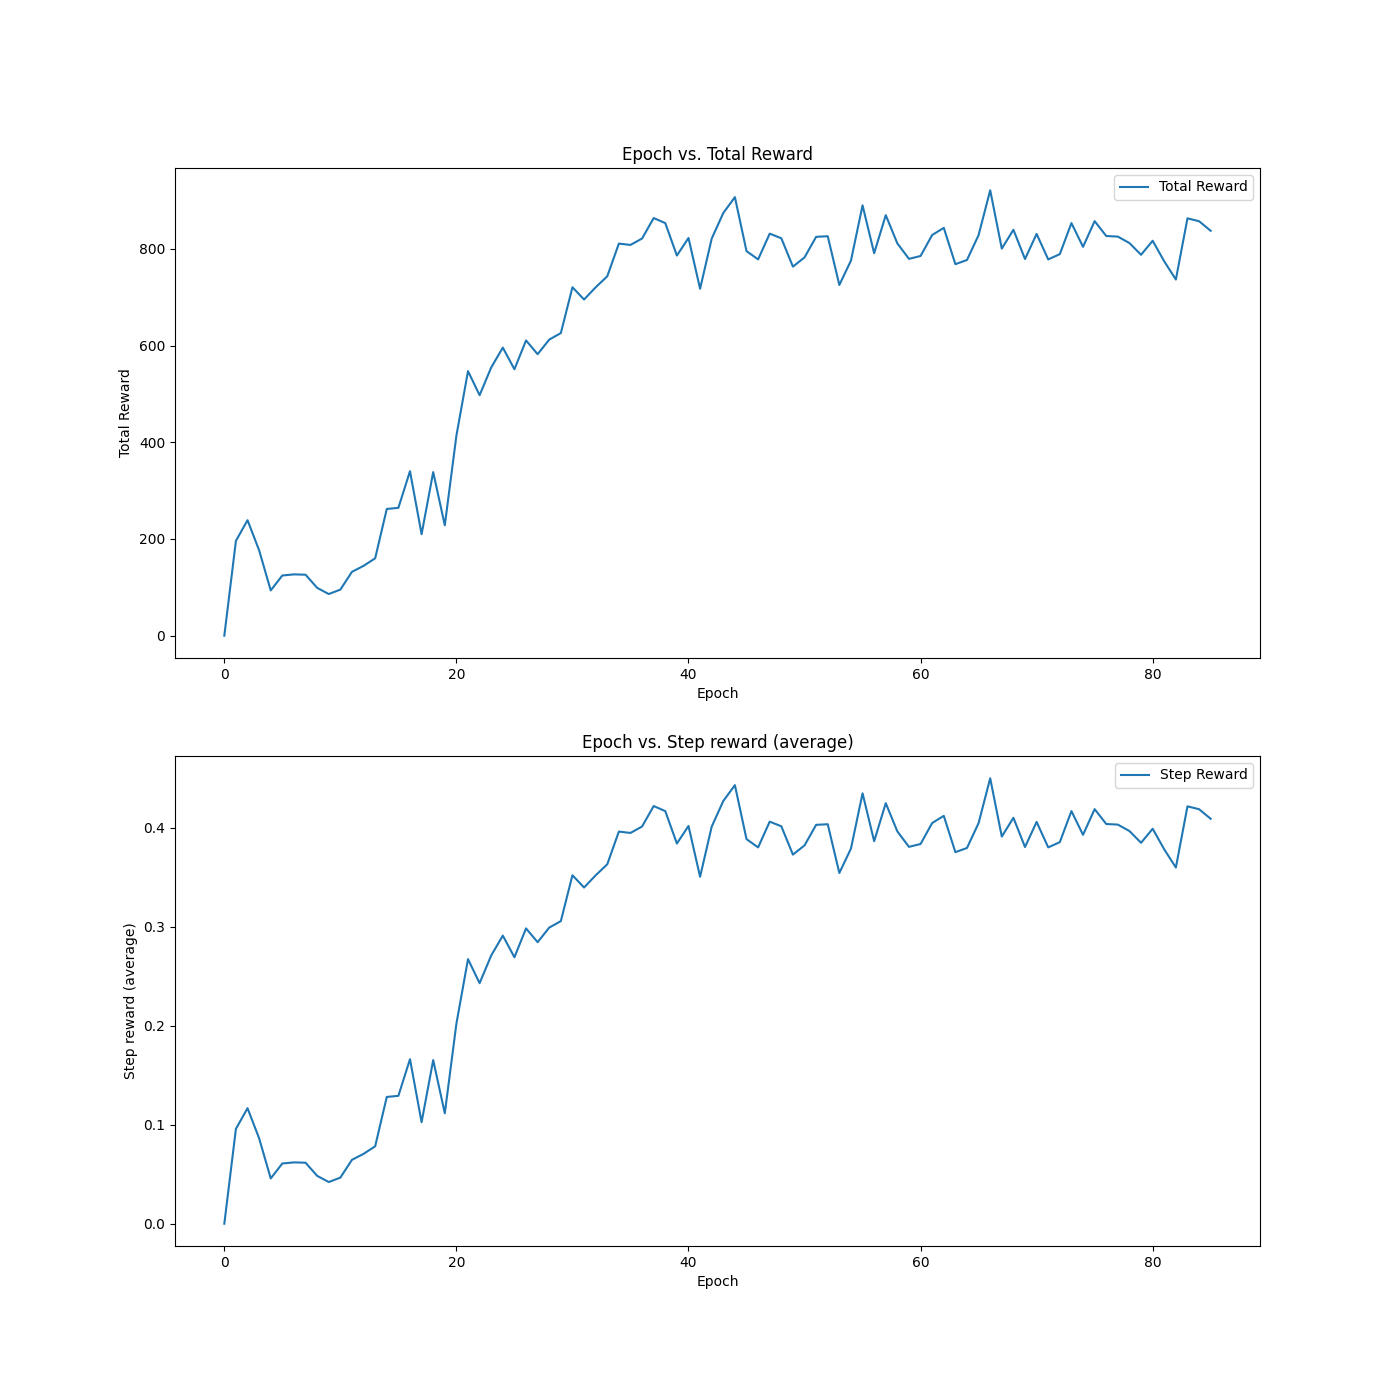 Epoch vs. Total Reward
Total Reward
Total Reward
800
600
400
200
0
0 20 40 60 80
Epoch
Epoch vs. Step reward (average)
Step Reward
Step reward (average)
0.4
0.3
0.2
0.1
0.0
0 20 40 60 80
Epoch